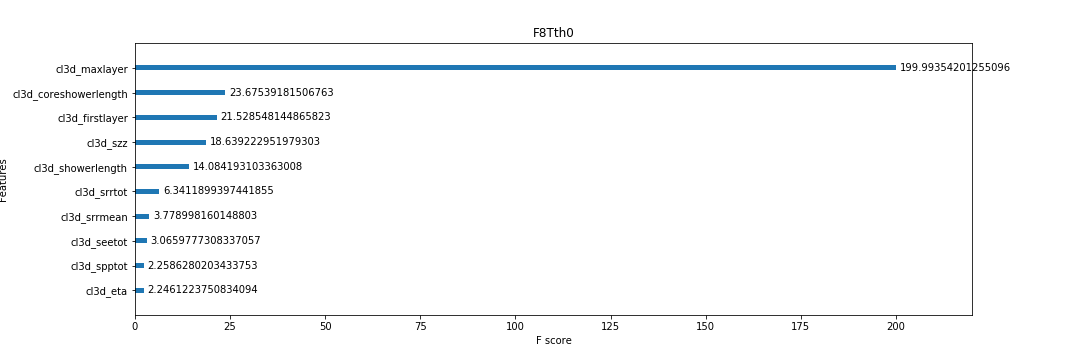 F8Tth0
cl3d_maxlayer 199.99354201255096
cl3d_coreshowerlength 23.67539181506763
cl3d_firstlayer 21.528548144865823
cl3d_szz 18.639222951979303
cl3d_showerlength 14.084193103363008
cl3d_srrtot 6.3411899397441855
cl3d_srrmean 3.778998160148803
cl3d_seetot 3.0659777308337057
cl3d_spptot 2.2586280203433753
cl3d_eta 2.2461223750834094
Features
0 25 50 75 100 125 150 175 200
F score